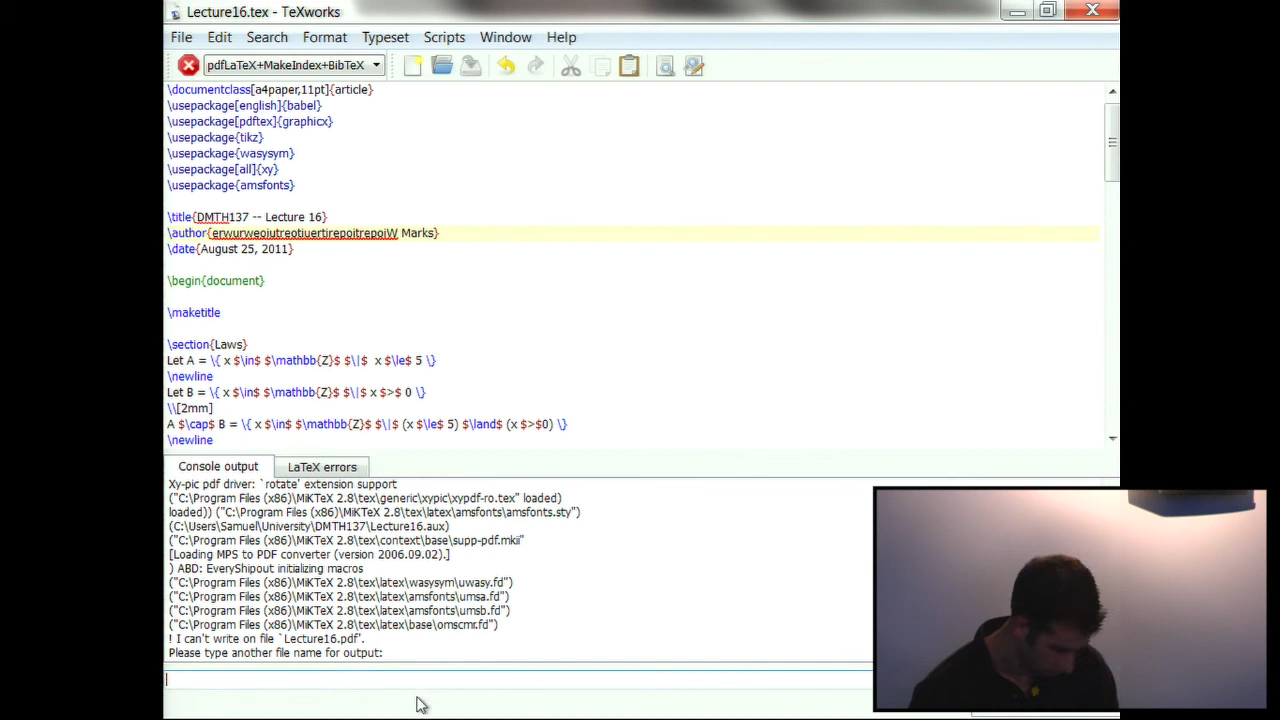 Lecture16.tex - TeXworks
File Edit Search Format Typeset Scripts Window Help
pdfLaTeX+MakeIndex+BibTeX
\documentclass[a4paper,11pt]{article}
\usepackage[english]{babel}
\usepackage[pdftex]{graphicx}
\usepackage{tikz}
\usepackage{wasysym}
\usepackage[all]{xy}
\usepackage{amsfonts}
\title{DMTH137 -- Lecture 16}
\author{erwurweoiutreotiuertirepoitrepoiW Marks}
\date{August 25, 2011}
\begin{document}
\maketitle
\section{Laws}
Let A = \{ x $\in$ $\mathbb{Z}$ $\|$  x $\le$ 5 \}
\newline
Let B = \{ x $\in$ $\mathbb{Z}$ $\|$ x $>$ 0 \}
\\[2mm]
A $\cap$ B = \{ x $\in$ $\mathbb{Z}$ $\|$ (x $\le$ 5) $\land$ (x $>$0) \}
\newline
Console output LaTeX errors
Xy-pic pdf driver: `rotate' extension support
("C:\Program Files (x86)\MiKTeX 2.8\tex\generic\xypic\xypdf-ro.tex" loaded)
loaded)) ("C:\Program Files (x86)\MiKTeX 2.8\tex\latex\amsfonts\amsfonts.sty")
(C:\Users\Samuel\University\DMTH137\Lecture16.aux)
("C:\Program Files (x86)\MiKTeX 2.8\tex\context\base\supp-pdf.mkii"
[Loading MPS to PDF converter (version 2006.09.02).]
) ABD: EveryShipout initializing macros
("C:\Program Files (x86)\MiKTeX 2.8\tex\latex\wasysym\uwasy.fd")
("C:\Program Files (x86)\MiKTeX 2.8\tex\latex\amsfonts\umsa.fd")
("C:\Program Files (x86)\MiKTeX 2.8\tex\latex\amsfonts\umsb.fd")
("C:\Program Files (x86)\MiKTeX 2.8\tex\latex\base\omscmr.fd")
! I can't write on file `Lecture16.pdf'.
Please type another file name for output: